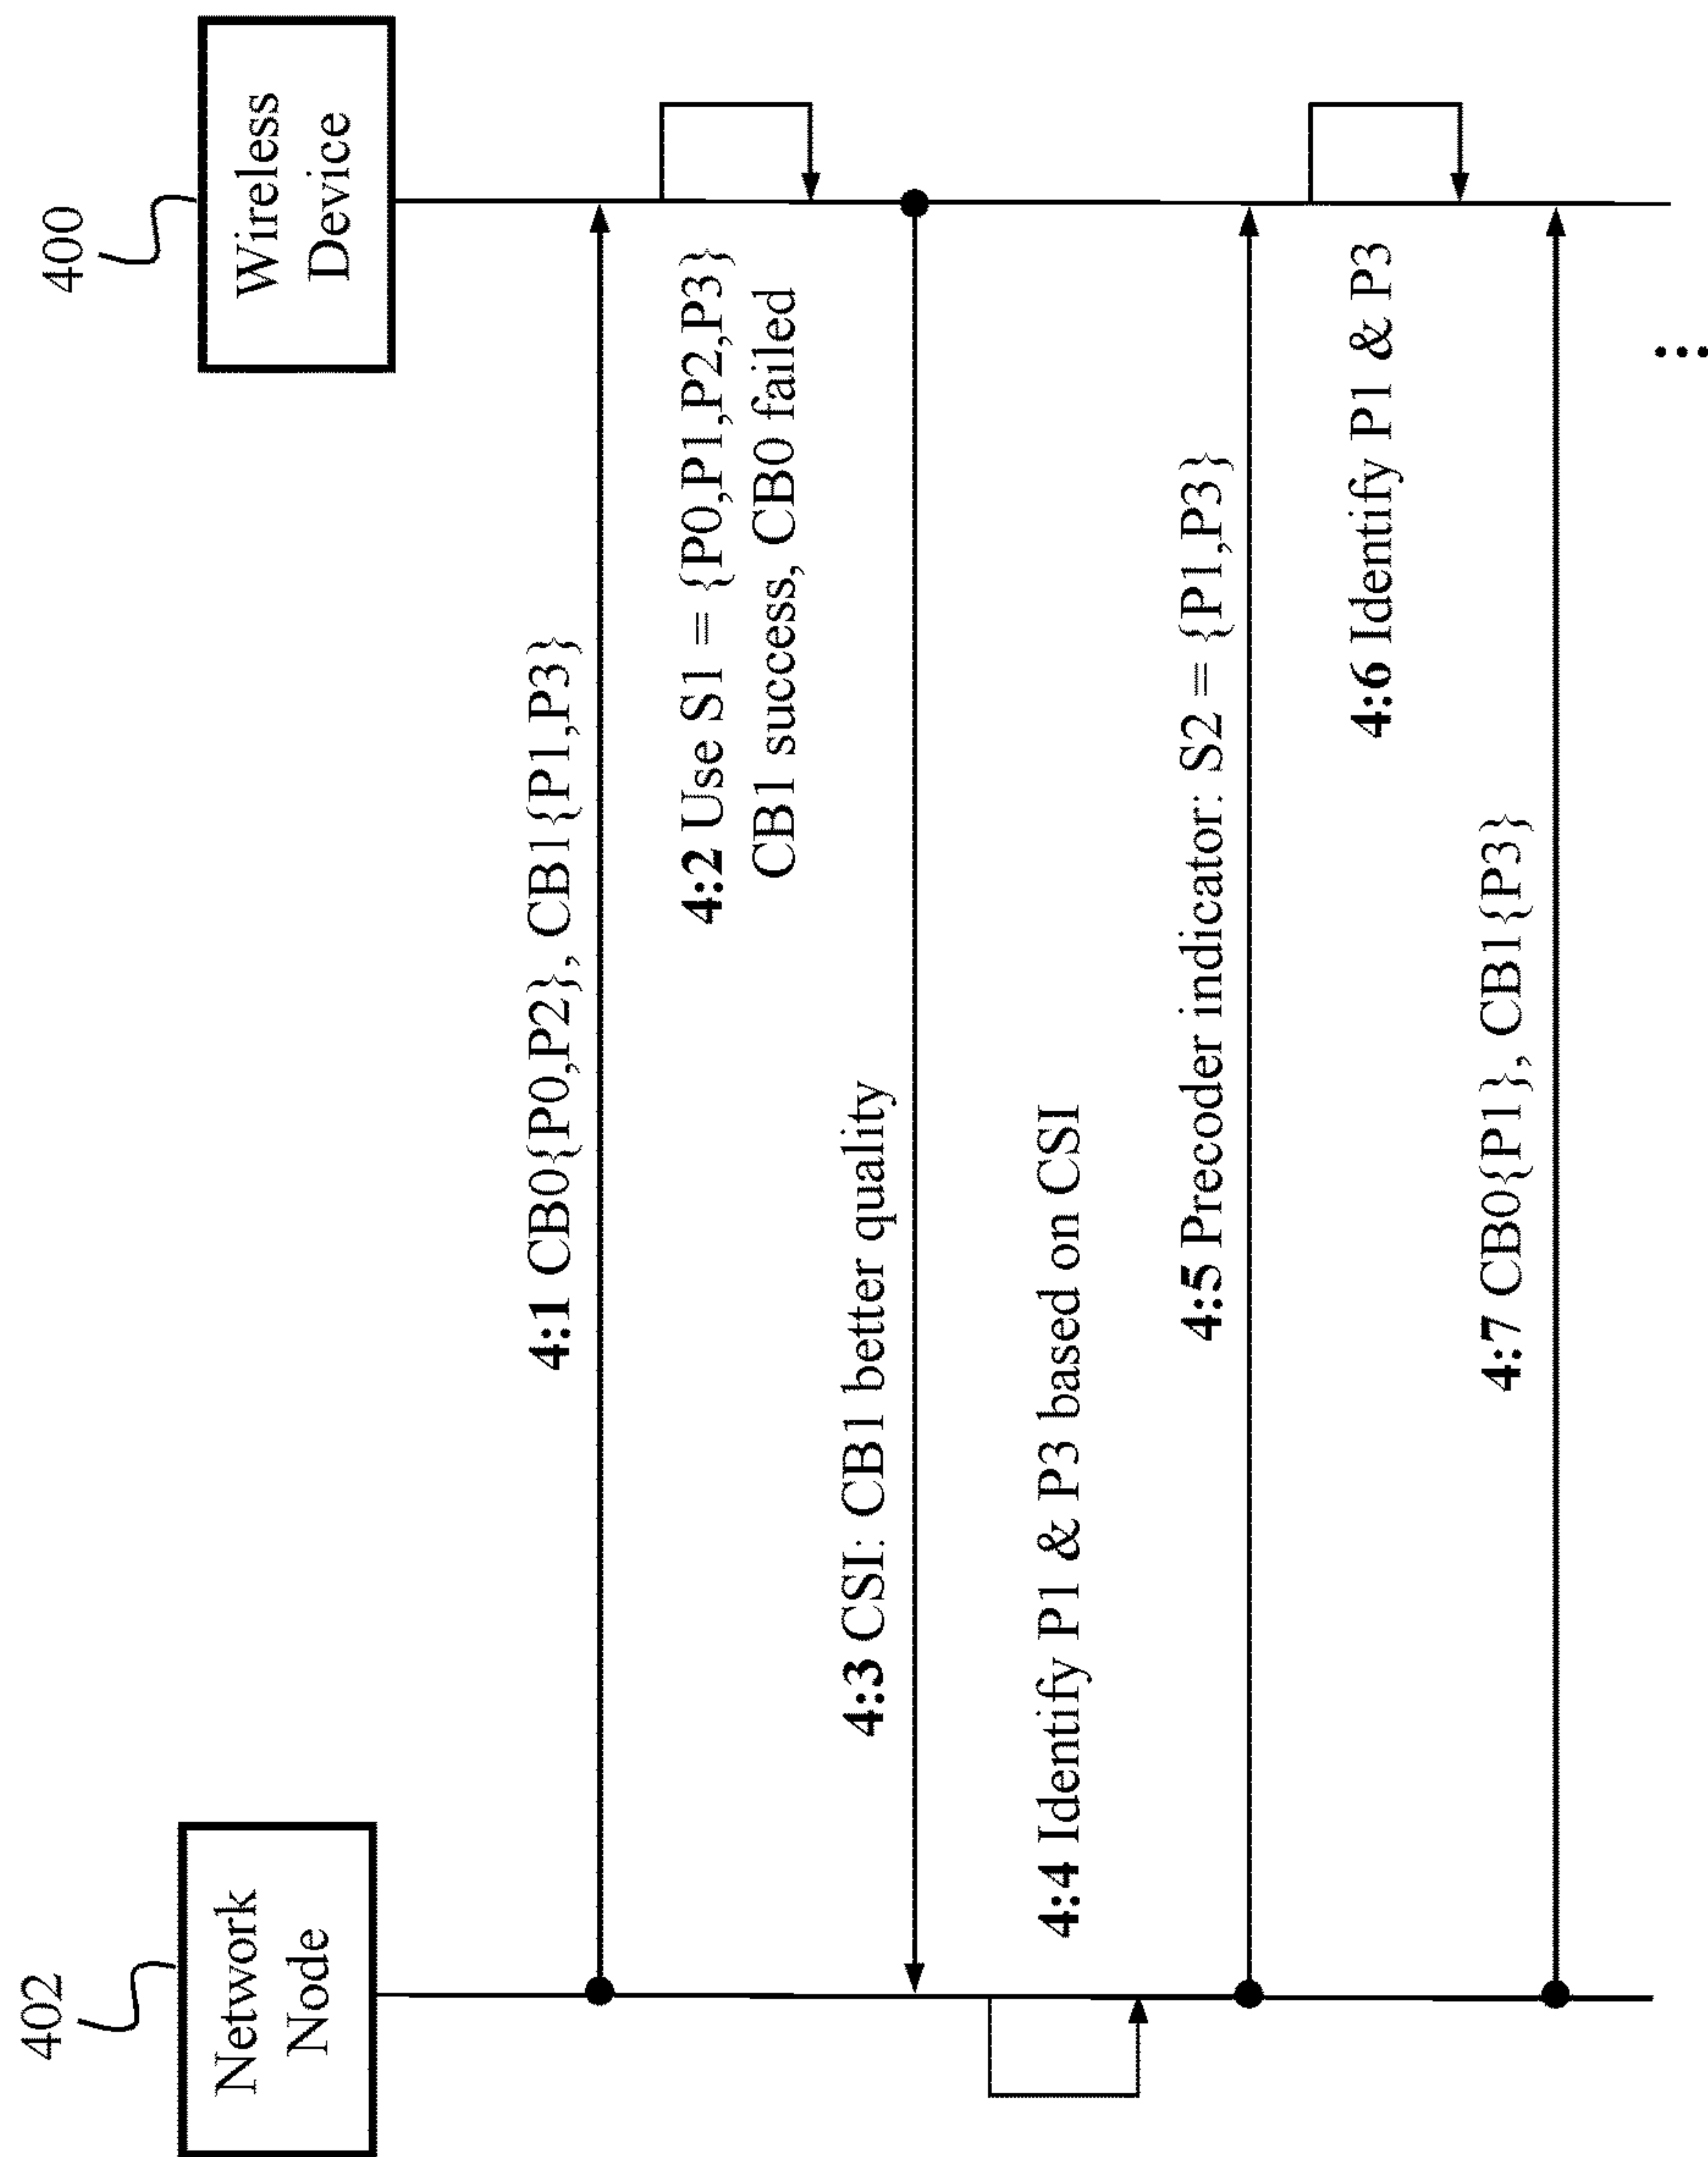 402
Network
Node
400
Wireless
Device
4:1 CB0{P0,P2}, CB1{P1,P3}
4:2 Use S1 = {P0,P1,P2,P3}
CB1 success, CB0 failed
4:3 CSI: CB1 better quality
4:4 Identify P1 & P3 based on CSI
4:5 Precoder indicator: S2 = {P1,P3}
4:6 Identify P1 & P3
4:7 CB0{P1}, CB1{P3}